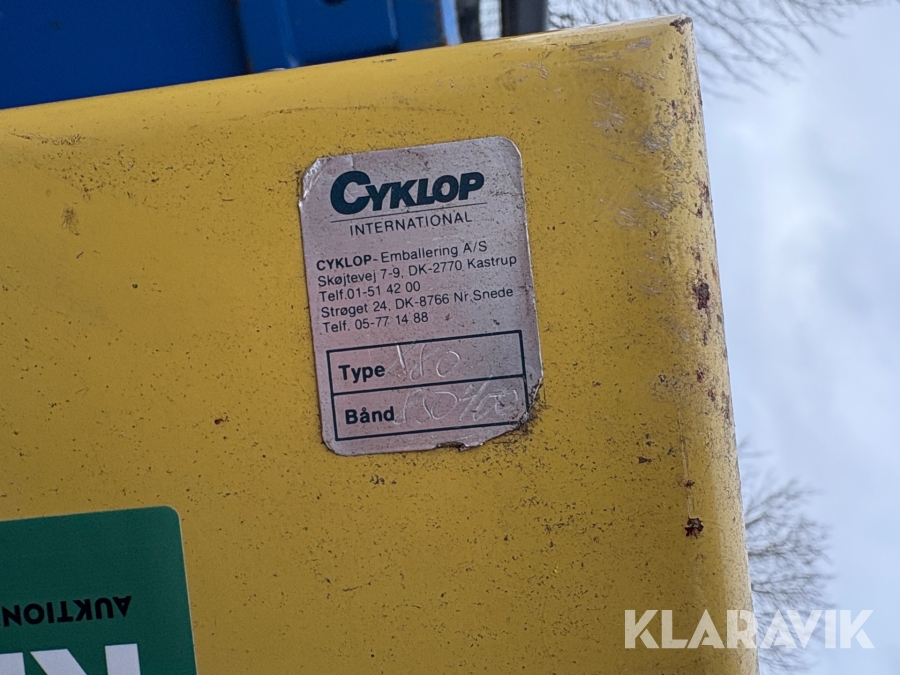 CYKLOP
INTERNATIONAL
CYKLOP-Emballering A/S
Skøjtevej 7-9, DK-2770 Kastrup
Telf.01-51 42 00
Strøget 24, DK-8766 Nr.Snede
Telf. 05-77 14 88
Type
Bånd
AUKTION
KLARAVIK